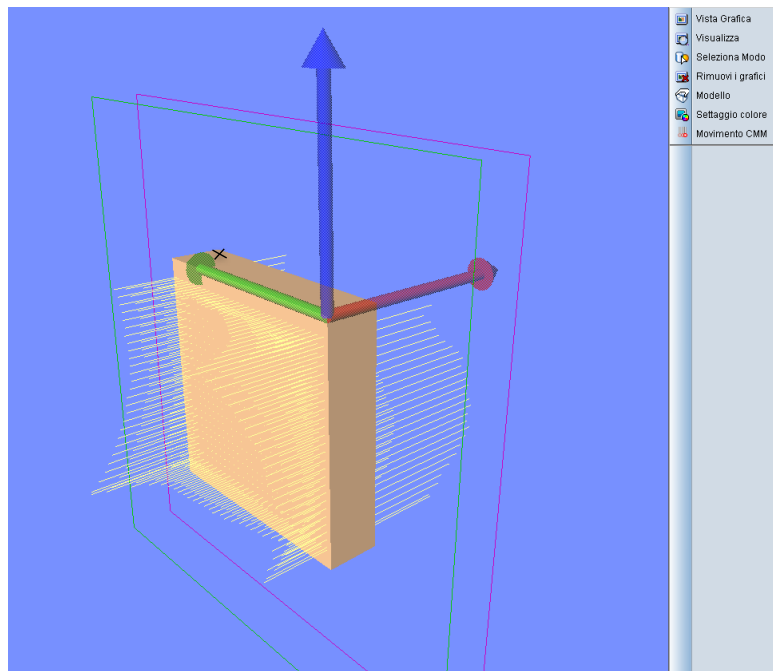 Vista Grafica
Visualizza
Seleziona Modo
Rimuovi i grafici
Modello
Settaggio colore
Movimento CMM